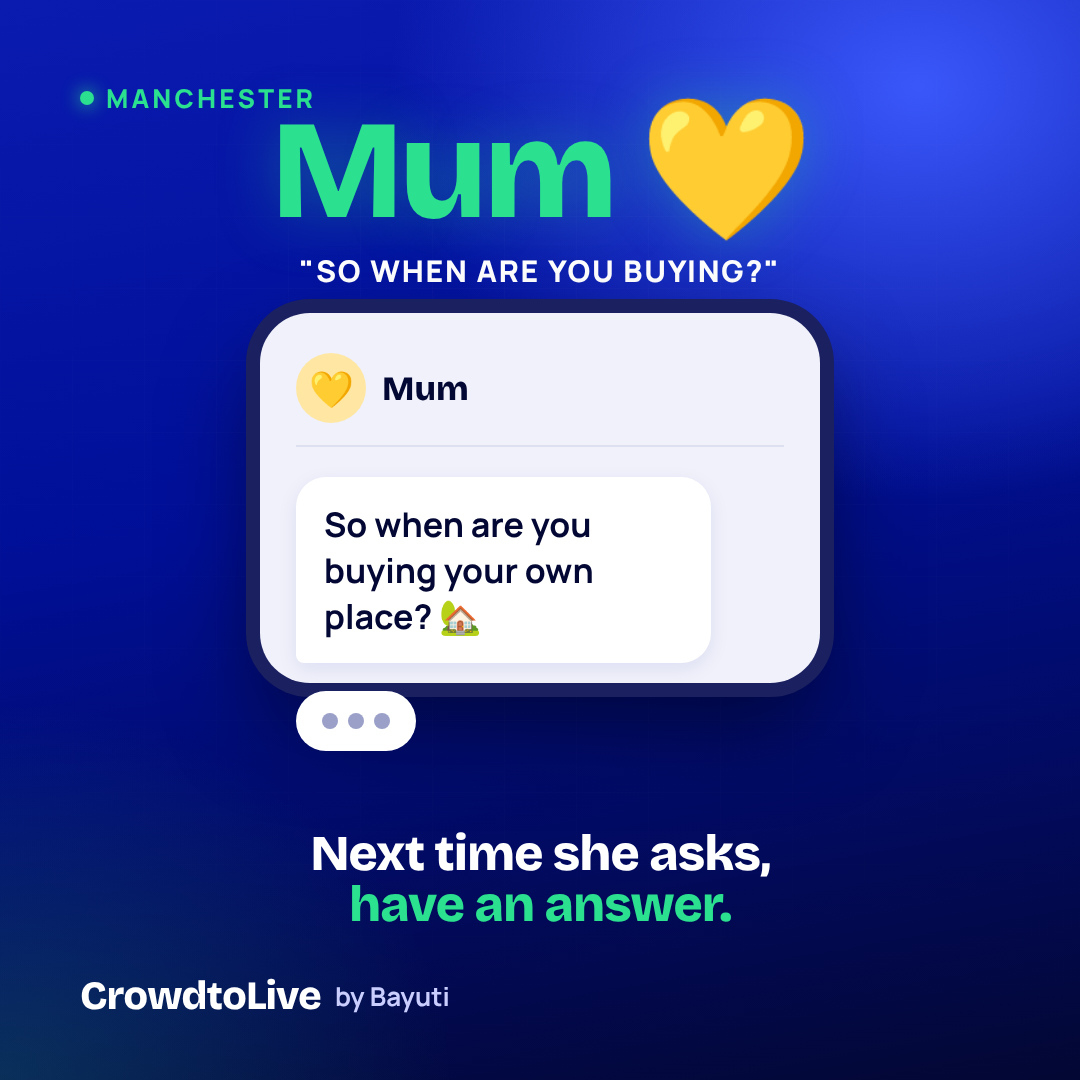 MANCHESTER
Mum 💛
"SO WHEN ARE YOU BUYING?"
Mum
So when are you
buying your own
place? 🏡
Next time she asks,
have an answer.
CrowdtoLive by Bayuti